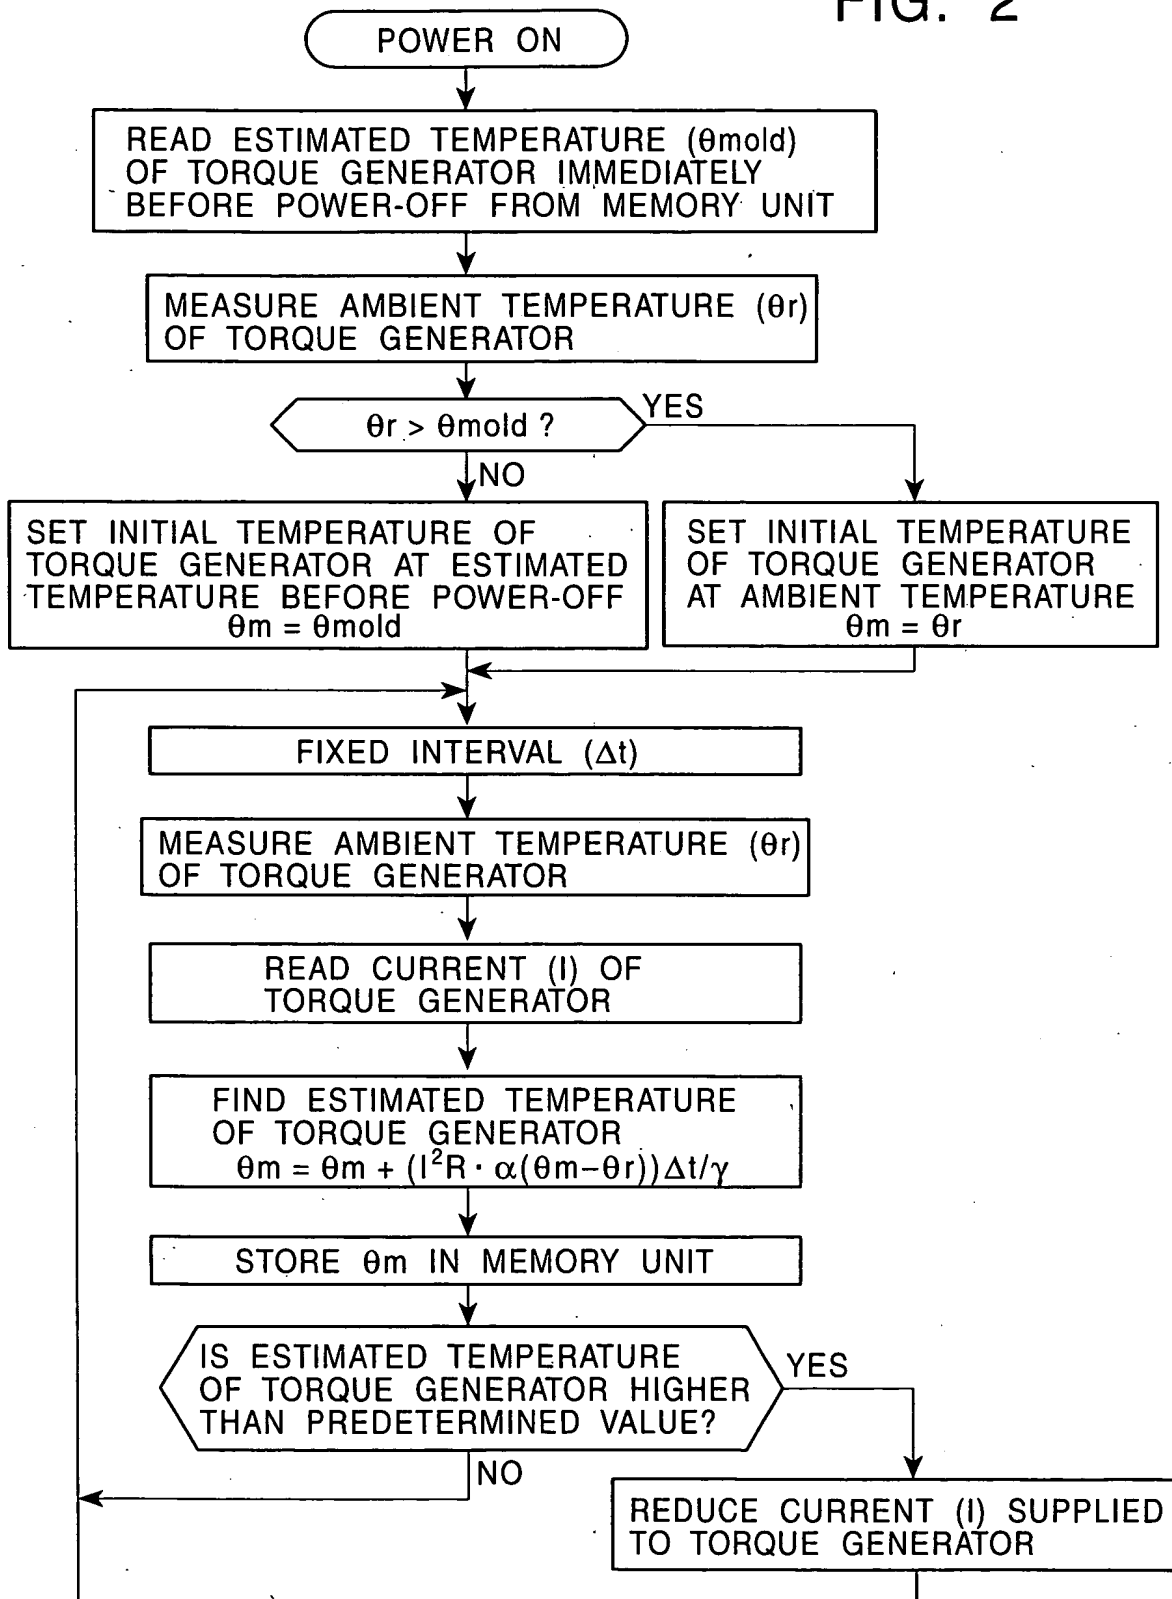 FIG. 2
POWER ON
READ ESTIMATED TEMPERATURE (θmold)
OF TORQUE GENERATOR IMMEDIATELY
BEFORE POWER-OFF FROM MEMORY UNIT
MEASURE AMBIENT TEMPERATURE (θr)
OF TORQUE GENERATOR
θr > θmold ?
YES
NO
SET INITIAL TEMPERATURE OF
TORQUE GENERATOR AT ESTIMATED
TEMPERATURE BEFORE POWER-OFF
θm = θmold
SET INITIAL TEMPERATURE
OF TORQUE GENERATOR
AT AMBIENT TEMPERATURE
θm = θr
FIXED INTERVAL (Δt)
MEASURE AMBIENT TEMPERATURE (θr)
OF TORQUE GENERATOR
READ CURRENT (I) OF
TORQUE GENERATOR
FIND ESTIMATED TEMPERATURE
OF TORQUE GENERATOR
θm = θm + (I²R · α(θm-θr))Δt/γ
STORE θm IN MEMORY UNIT
IS ESTIMATED TEMPERATURE
OF TORQUE GENERATOR HIGHER
THAN PREDETERMINED VALUE?
YES
NO
REDUCE CURRENT (I) SUPPLIED
TO TORQUE GENERATOR